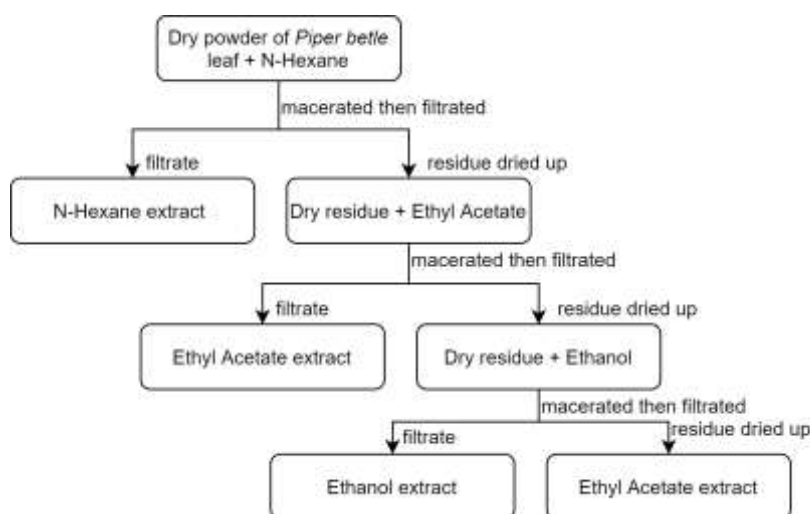 Dry powder of Piper betle
leaf + N-Hexane
macerated then filtrated
filtrate
residue dried up
N-Hexane extract
Dry residue + Ethyl Acetate
macerated then filtrated
filtrate
residue dried up
Ethyl Acetate extract
Dry residue + Ethanol
macerated then filtrated
filtrate
residue dried up
Ethanol extract
Ethyl Acetate extract